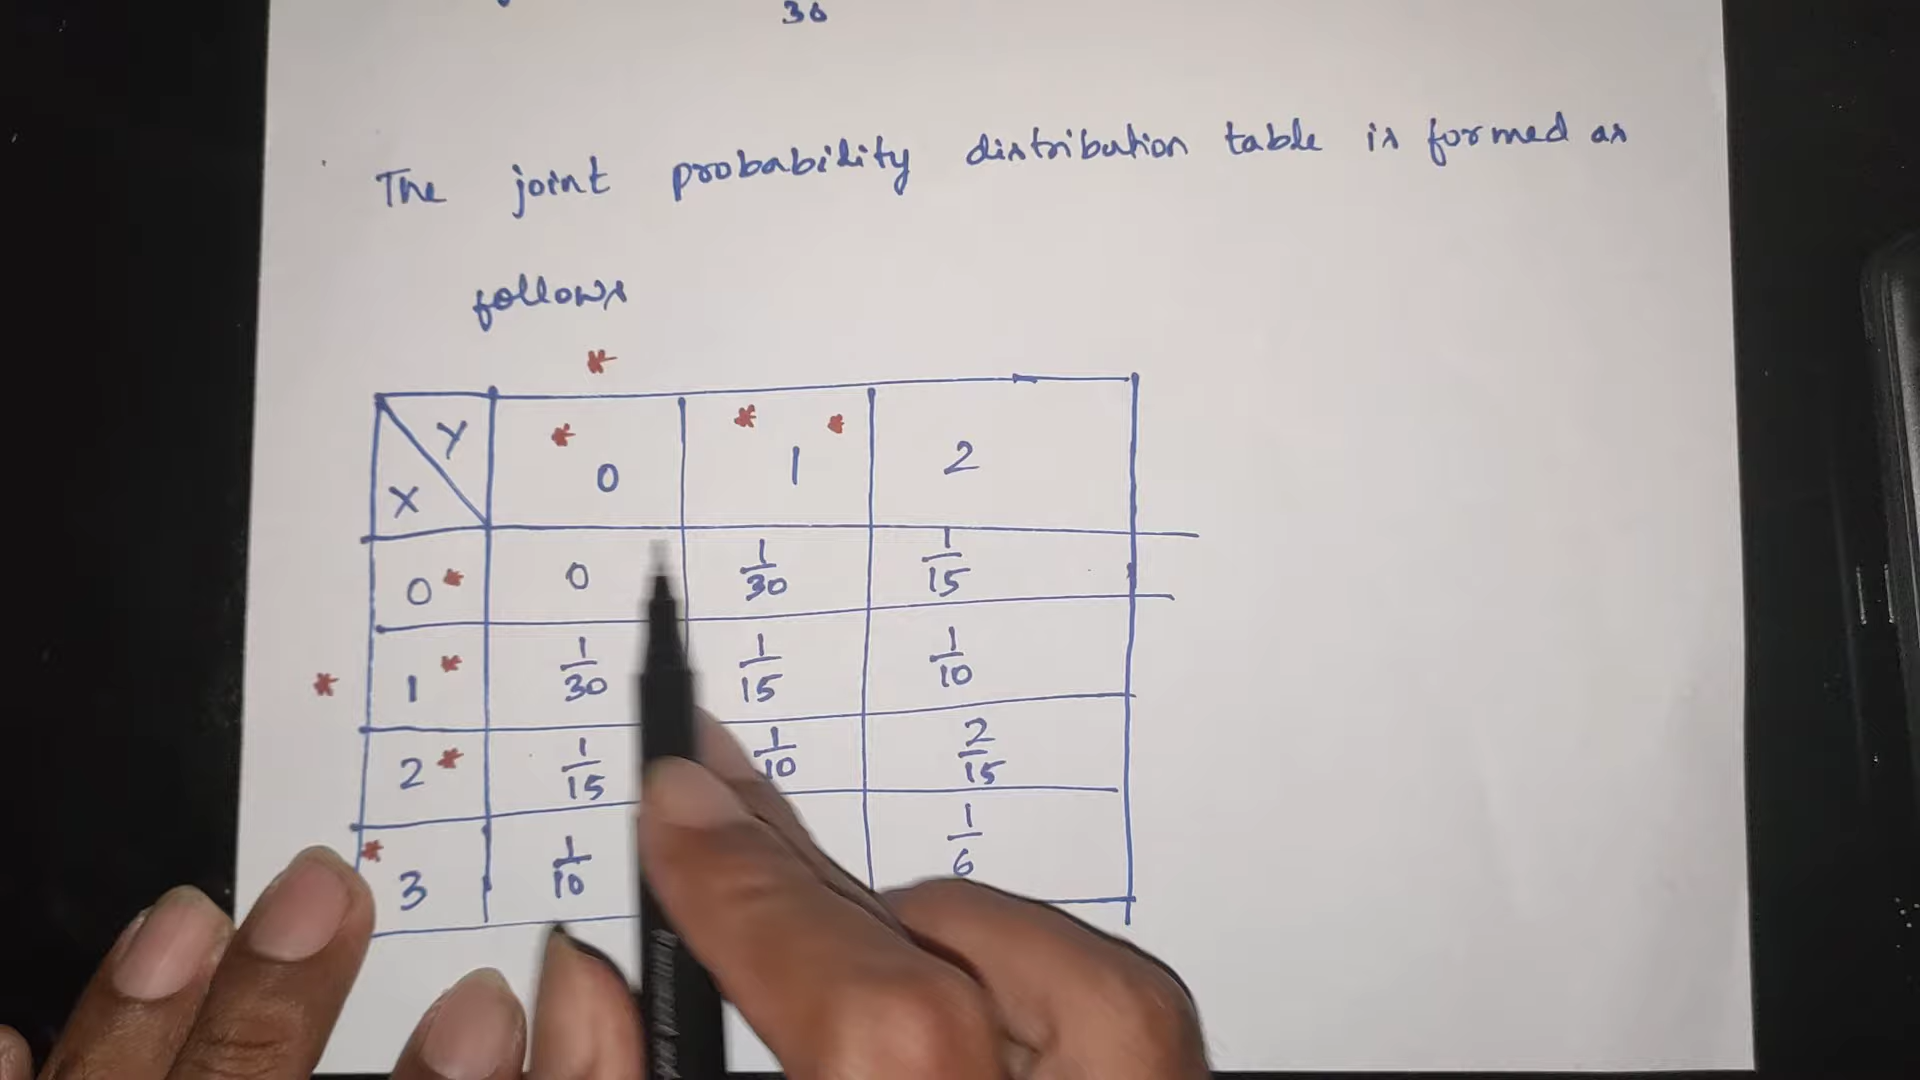 30
The joint probability distribution table is formed as
follows
*
Y * 0 * 1 * 2
X
0 * 0 1/30 1/15
* 1 * 1/30 1/15 1/10
2 * 1/15 1/10 2/15
* 3 1/10 1/6